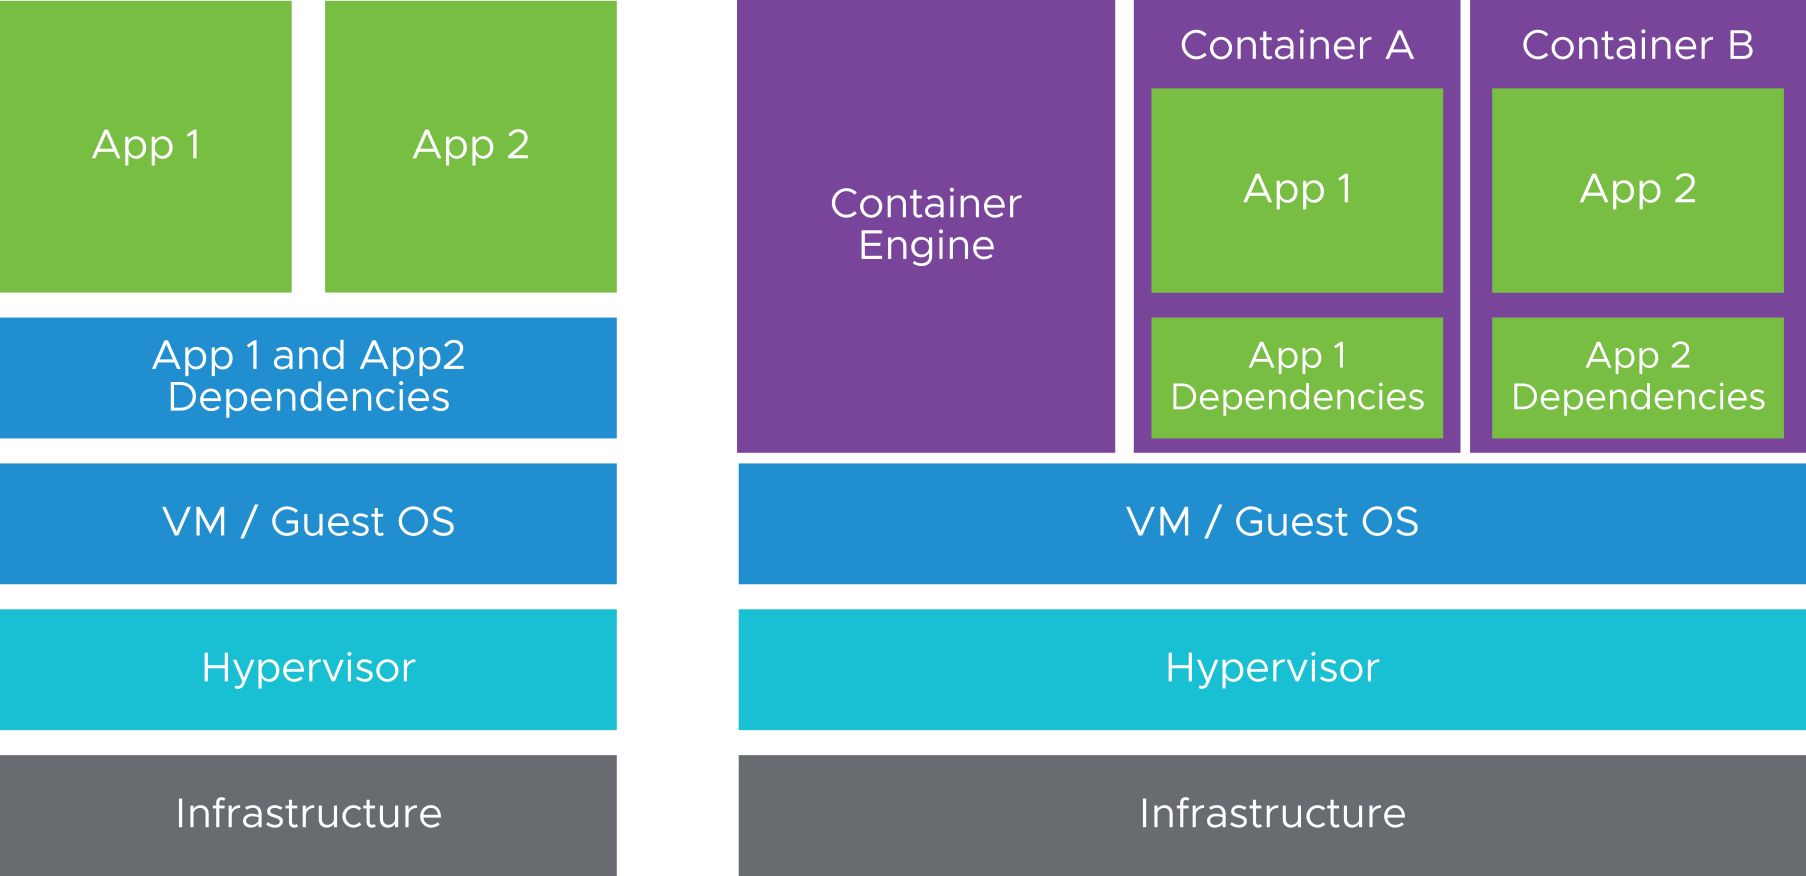 App 1
App 2
App 1 and App2
Dependencies
VM / Guest OS
Hypervisor
Infrastructure
Container
Engine
Container A
App 1
App 1
Dependencies
Container B
App 2
App 2
Dependencies
VM / Guest OS
Hypervisor
Infrastructure